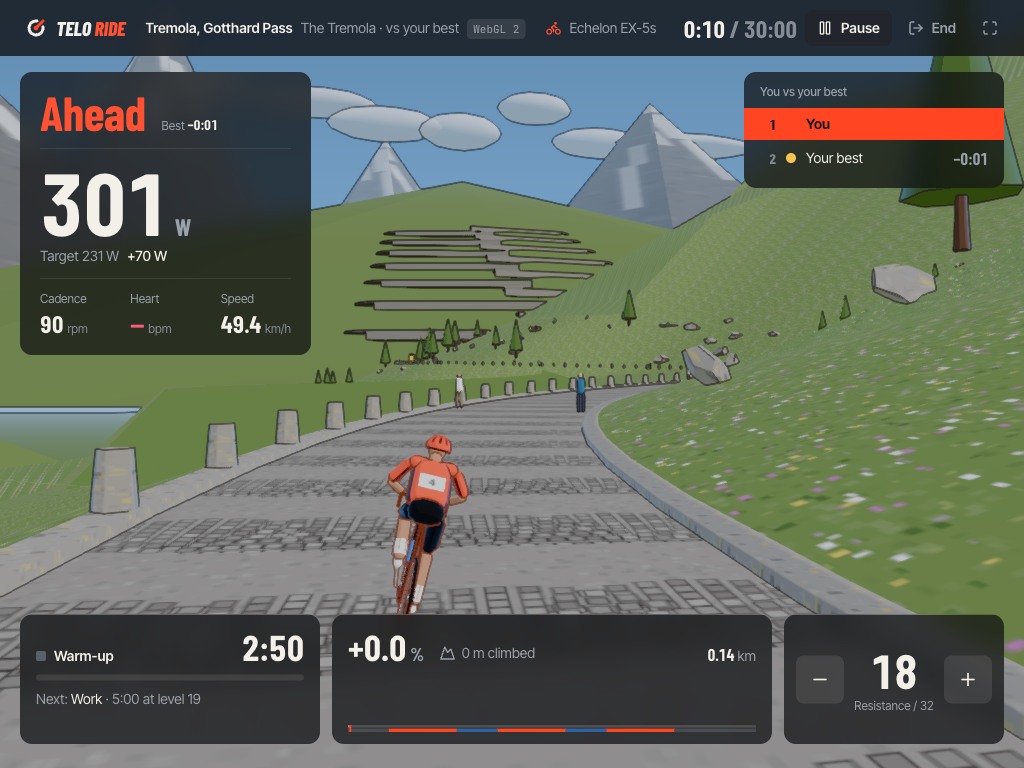 TELO RIDE
Tremola, Gotthard Pass The Tremola · vs your best WebGL 2
Echelon EX-5s
0:10 / 30:00
Pause
End
Ahead Best −0:01
301 W
Target 231 W +70 W
Cadence Heart Speed
90 rpm – bpm 49.4 km/h
You vs your best
1 You
2 Your best −0:01
4
Warm-up 2:50
Next: Work · 5:00 at level 19
+0.0 % 0 m climbed 0.14 km
− 18 +
Resistance / 32